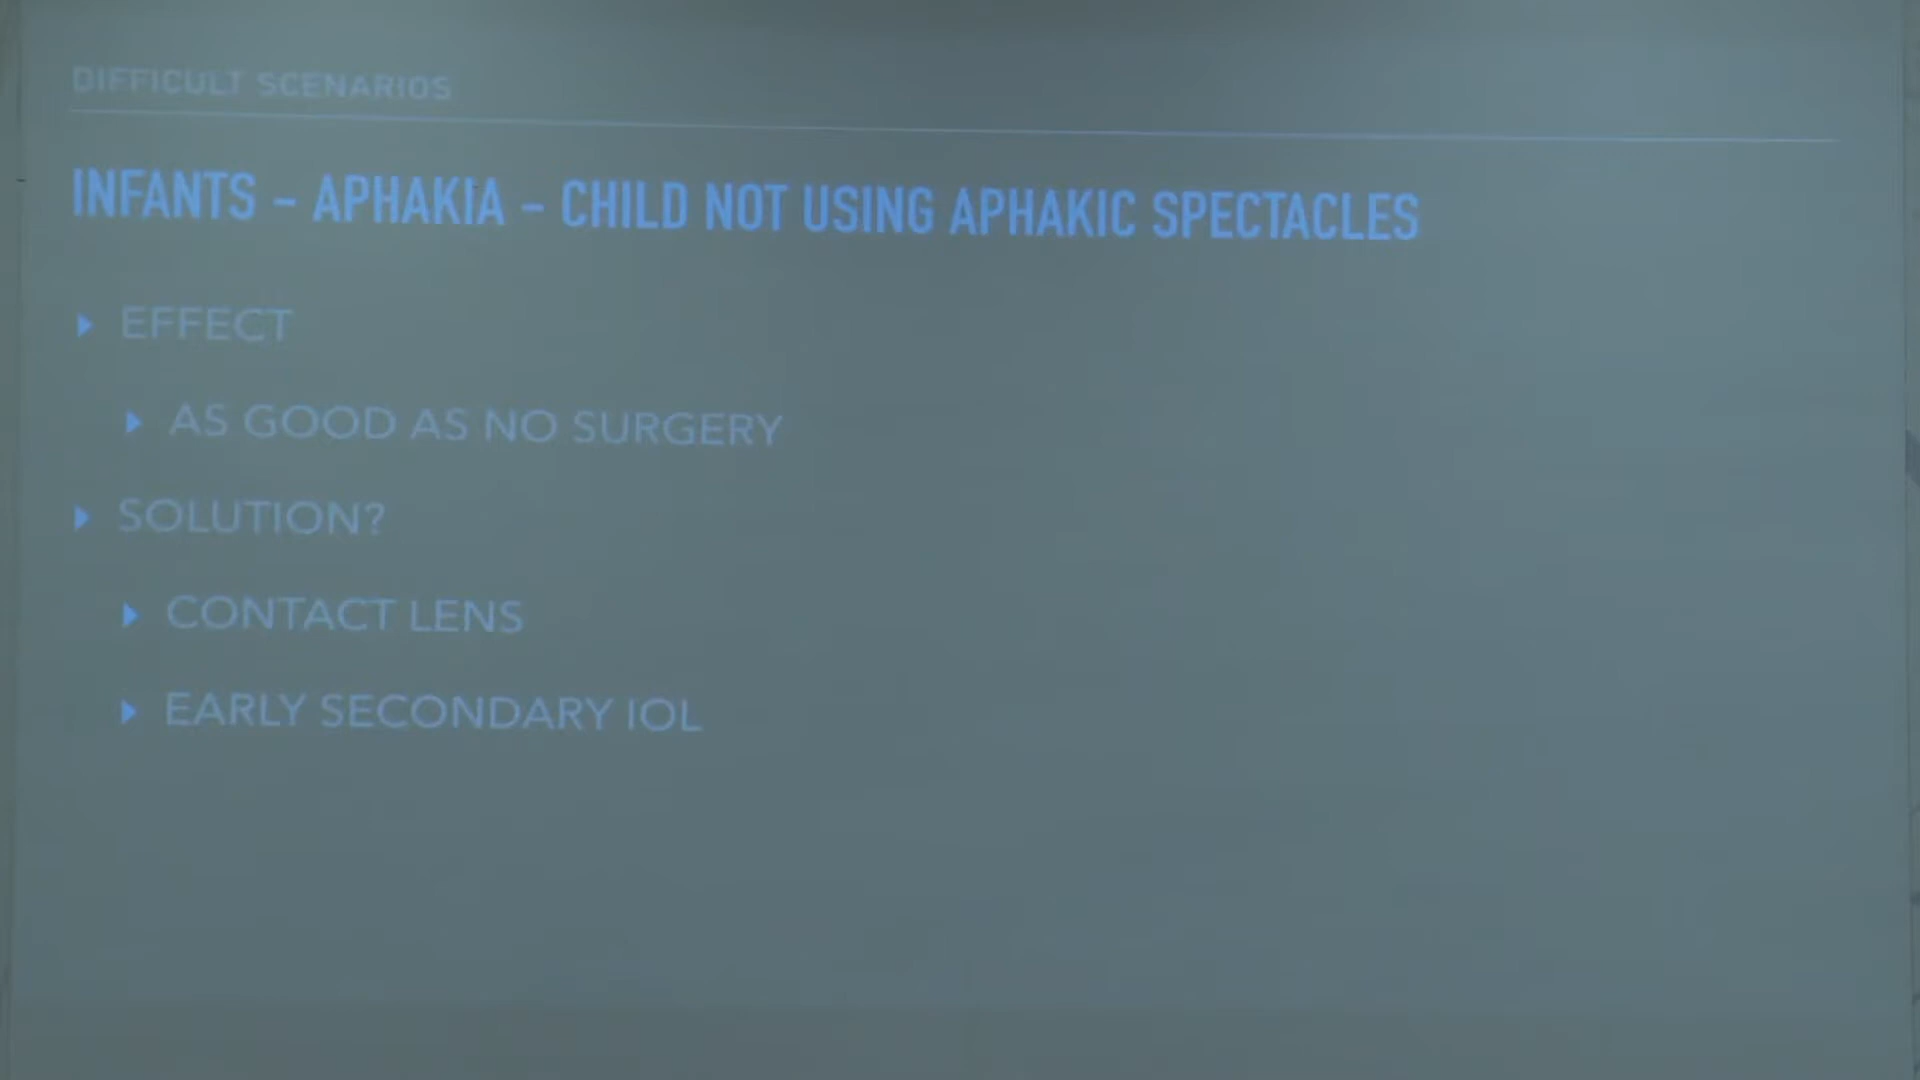 DIFFICULT SCENARIOS
INFANTS – APHAKIA – CHILD NOT USING APHAKIC SPECTACLES
EFFECT
AS GOOD AS NO SURGERY
SOLUTION?
CONTACT LENS
EARLY SECONDARY IOL